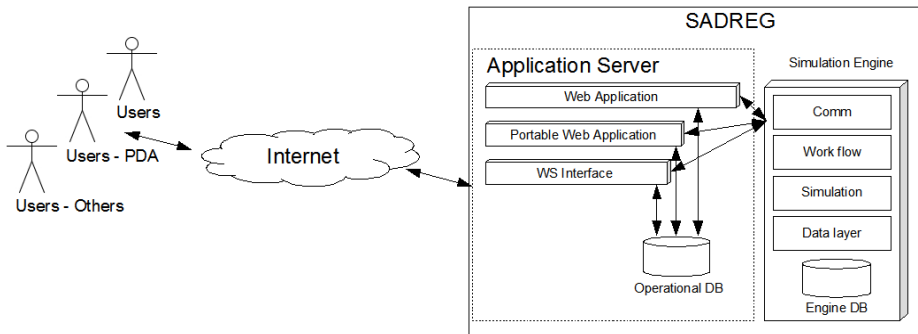 SADREG
Application Server
Simulation Engine
Web Application
Comm
Users
Portable Web Application
Users - PDA
Internet
Work flow
WS Interface
Simulation
Users - Others
Data layer
Operational DB
Engine DB